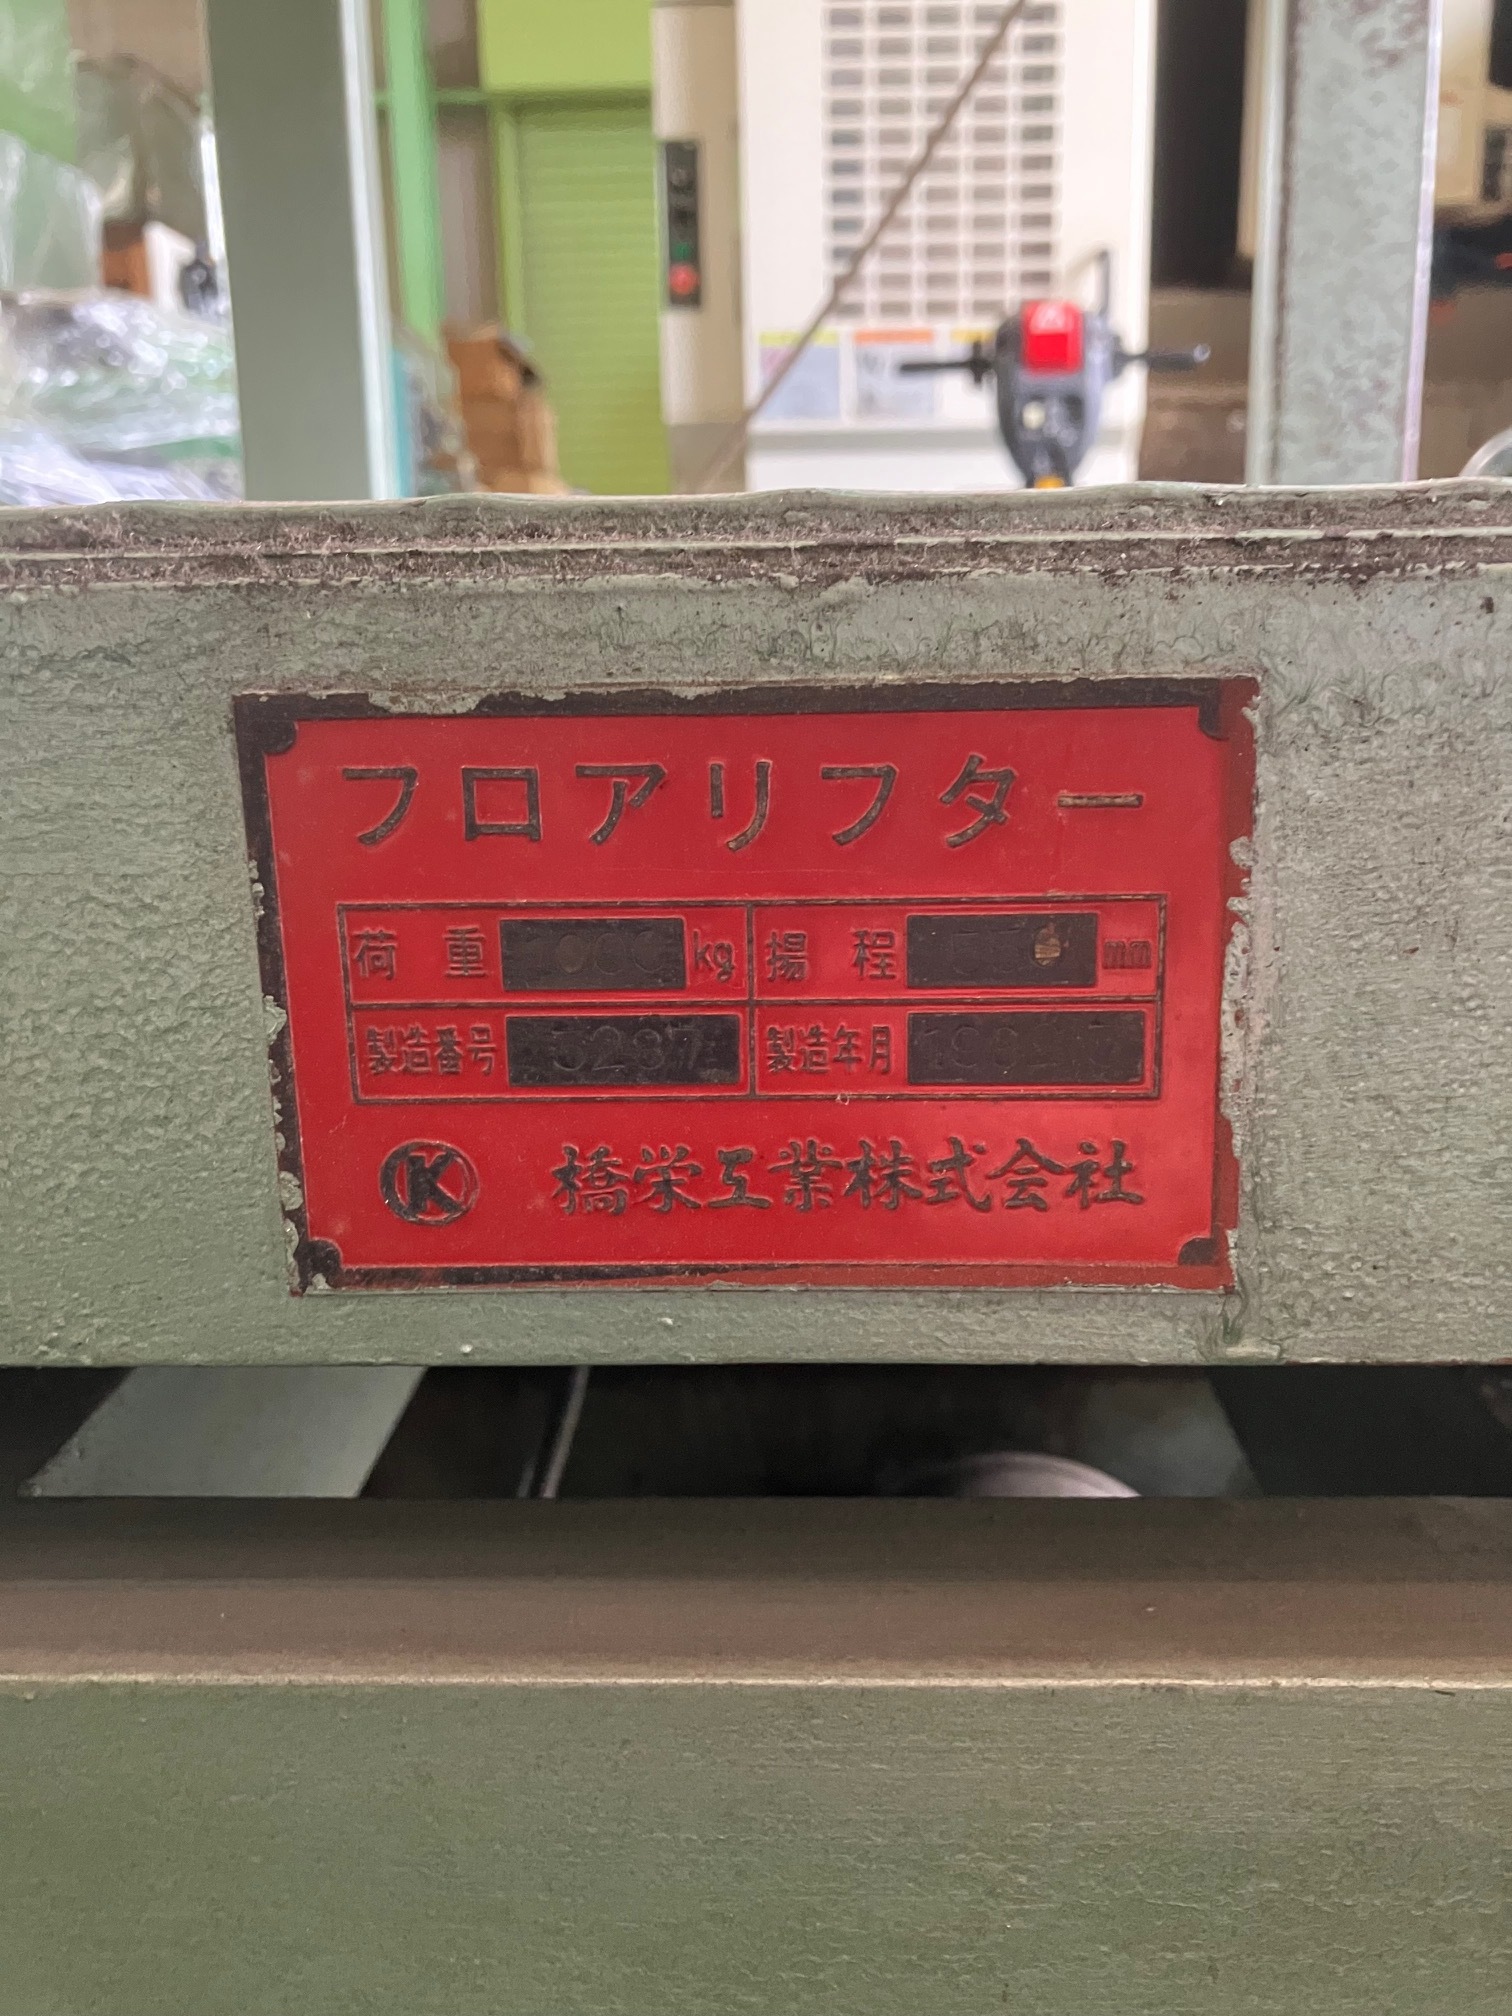 フロアリフター
荷重 kg 揚程 mm
製造番号 製造年月
K 橋栄工業株式会社